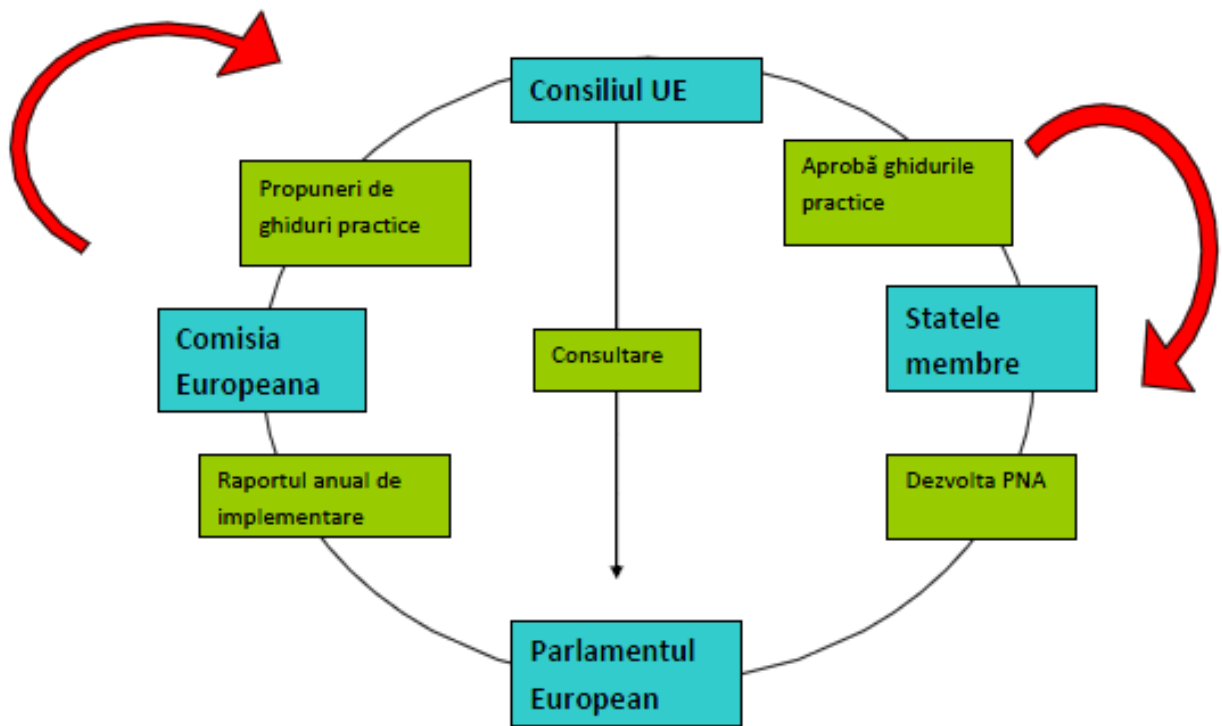 Consiliul UE
Propuneri de
ghiduri practice
Aprobă ghidurile
practice
Comisia
Europeana
Consultare
Statele
membre
Raportul anual de
implementare
Dezvolta PNA
Parlamentul
European